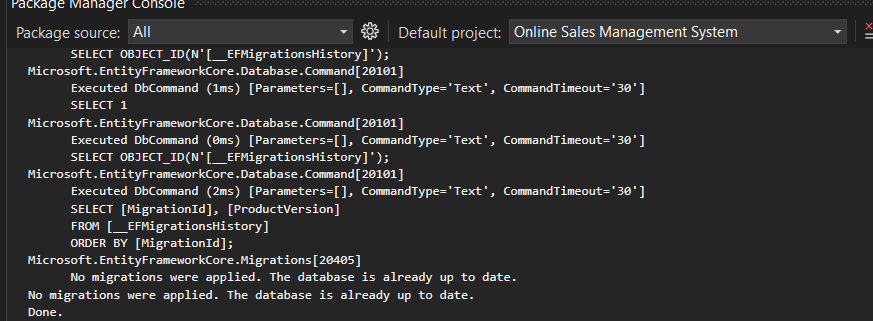 Package Manager Console
Package source: All Default project: Online Sales Management System
SELECT OBJECT_ID(N'[__EFMigrationsHistory]');
Microsoft.EntityFrameworkCore.Database.Command[20101]
Executed DbCommand (1ms) [Parameters=[], CommandType='Text', CommandTimeout='30']
SELECT 1
Microsoft.EntityFrameworkCore.Database.Command[20101]
Executed DbCommand (0ms) [Parameters=[], CommandType='Text', CommandTimeout='30']
SELECT OBJECT_ID(N'[__EFMigrationsHistory]');
Microsoft.EntityFrameworkCore.Database.Command[20101]
Executed DbCommand (2ms) [Parameters=[], CommandType='Text', CommandTimeout='30']
SELECT [MigrationId], [ProductVersion]
FROM [__EFMigrationsHistory]
ORDER BY [MigrationId];
Microsoft.EntityFrameworkCore.Migrations[20405]
No migrations were applied. The database is already up to date.
No migrations were applied. The database is already up to date.
Done.